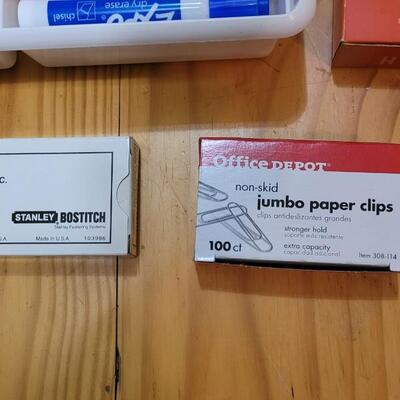 EXPO
dry erase
chisel
H
c.
STANLEY BOSTITCH
Stanley Fastening Systems
S.A. Made in U.S.A. 103986
Office DEPOT
non-skid
jumbo paper clips
clips antideslizantes grandes
stronger hold
soporte más resistente
100 ct
extra capacity
capacidad adicional
Item 308-114